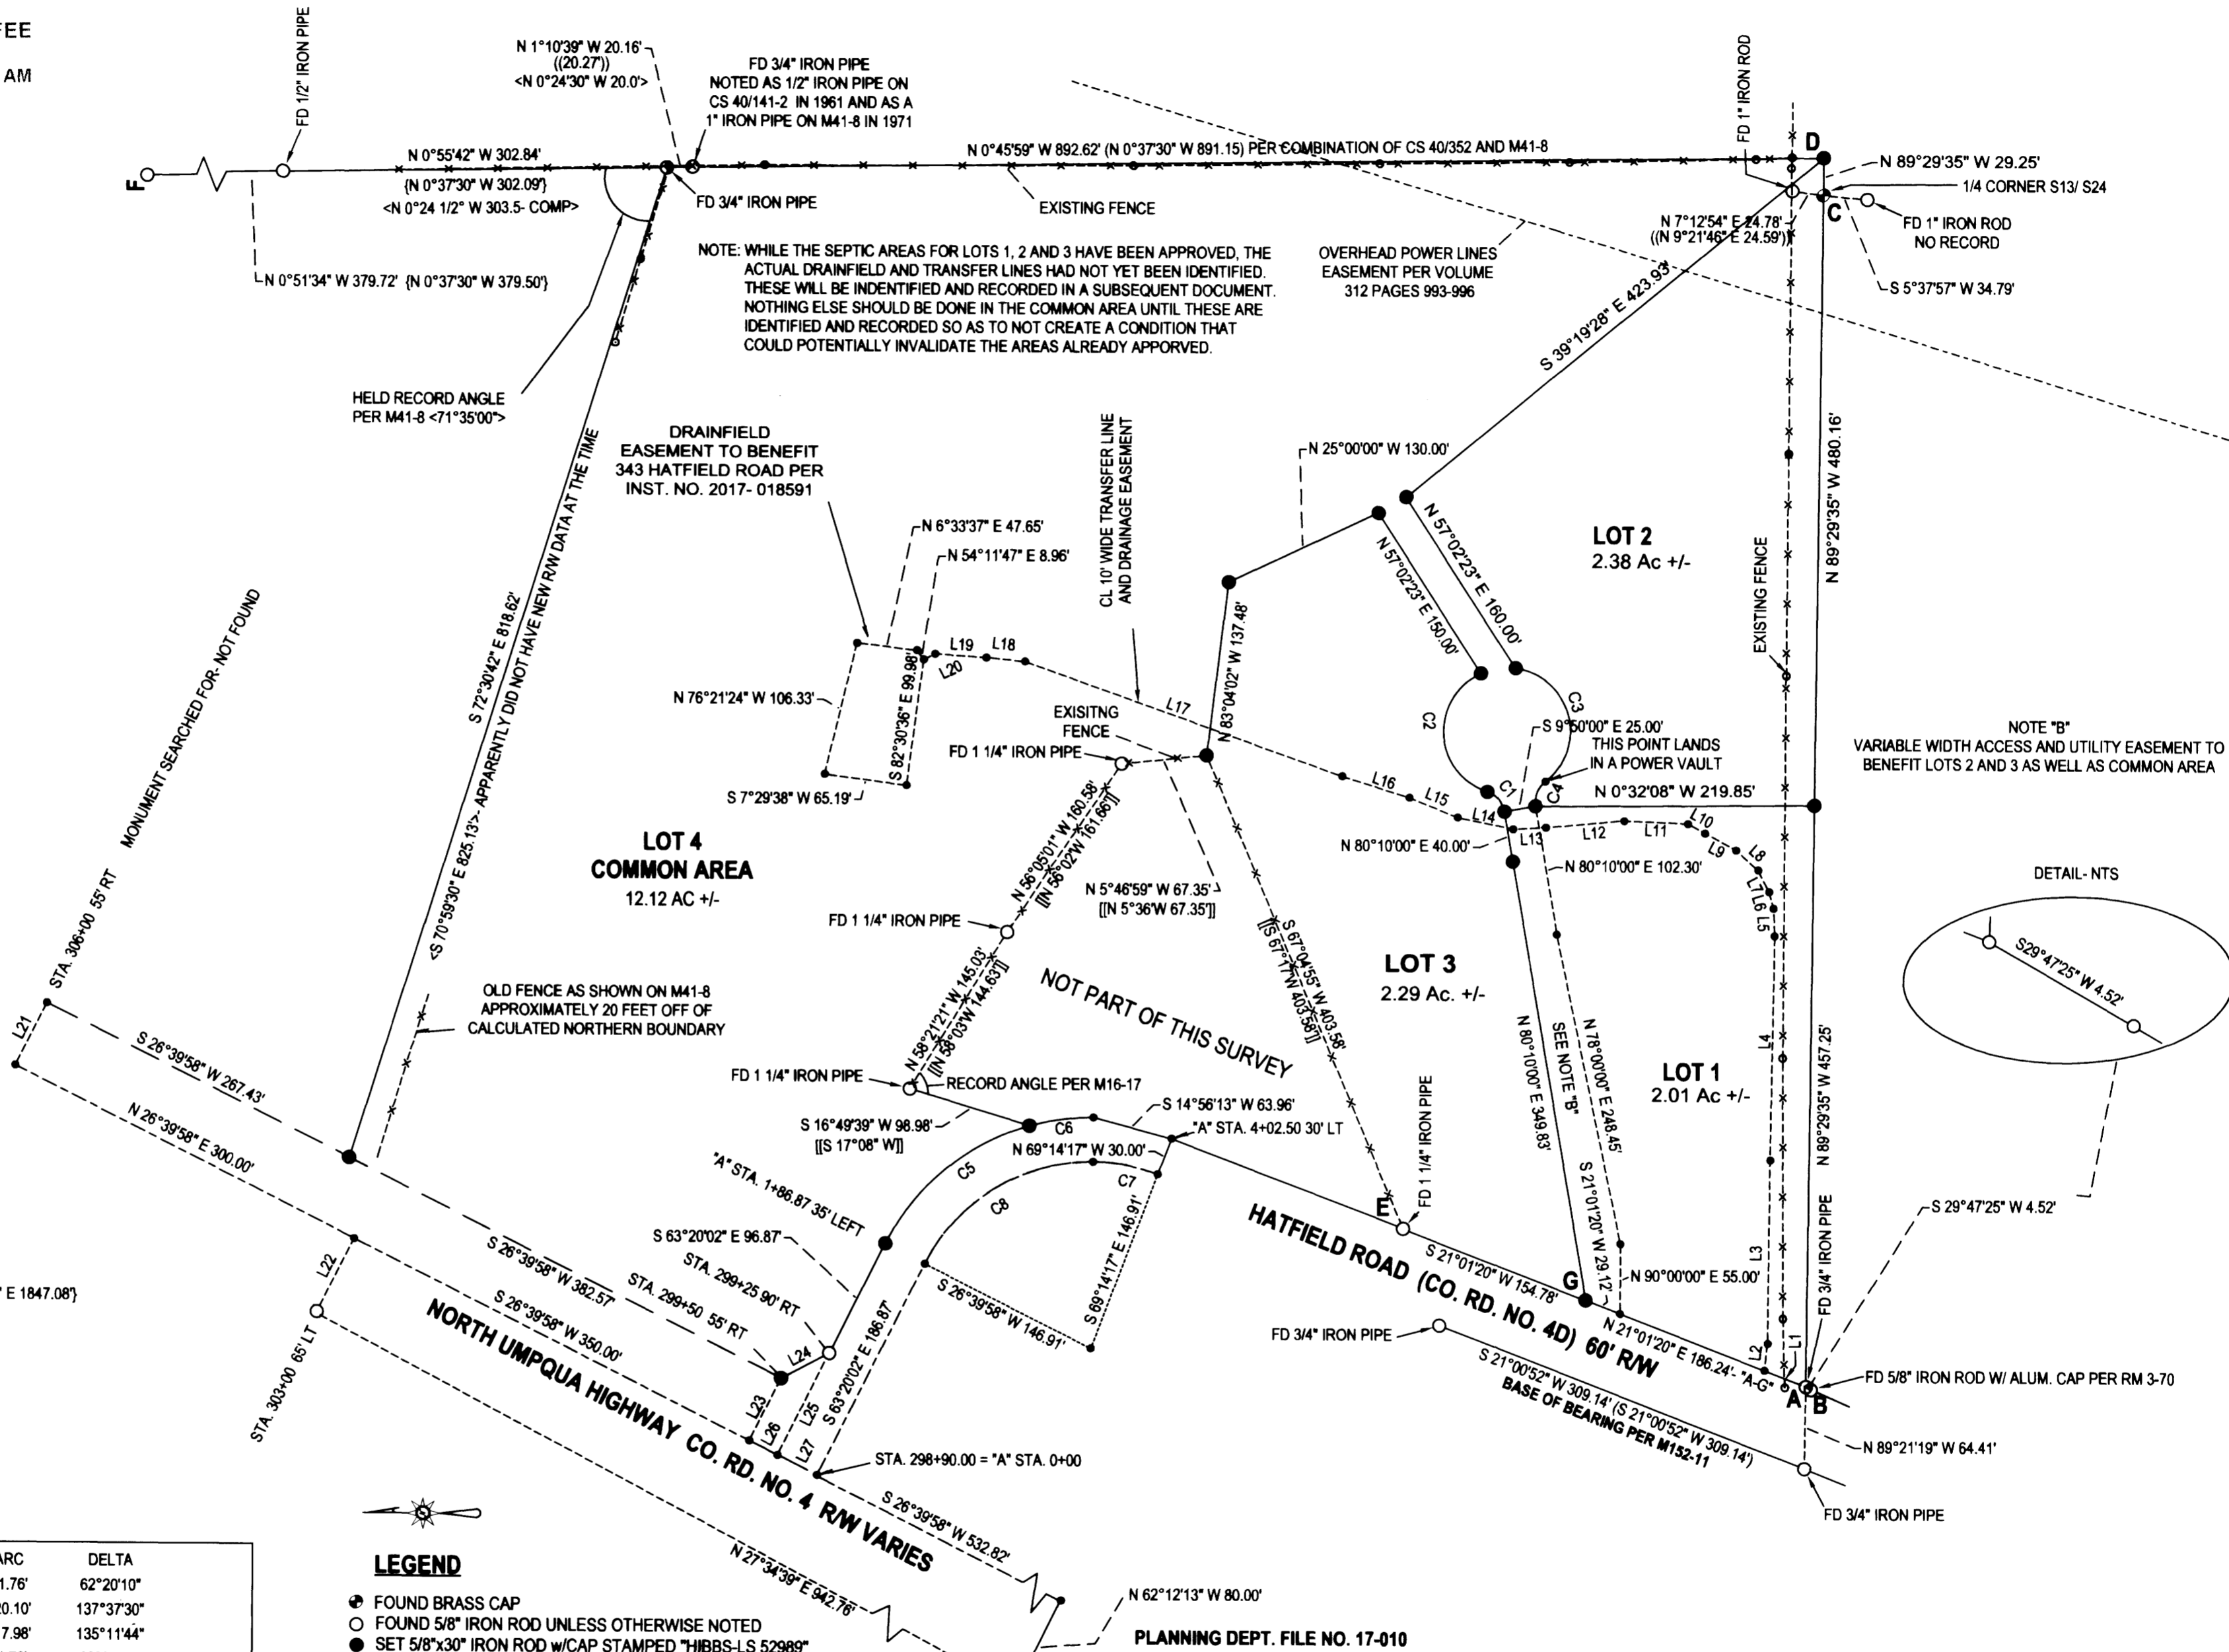 FEE
AM
FD 1/2" IRON PIPE
N 1°10'39" W 20.16'
((20.27'))
<N 0°24'30" W 20.0'>
FD 3/4" IRON PIPE
NOTED AS 1/2" IRON PIPE ON
CS 40/141-2 IN 1961 AND AS A
1" IRON PIPE ON M41-8 IN 1971
F
N 0°55'42" W 302.84'
{N 0°37'30" W 302.09'}
<N 0°24 1/2" W 303.5- COMP>
N 0°51'34" W 379.72' {N 0°37'30" W 379.50'}
FD 3/4" IRON PIPE
N 0°45'59" W 892.62' (N 0°37'30" W 891.15) PER COMBINATION OF CS 40/352 AND M41-8
EXISTING FENCE
FD 1" IRON ROD
D
N 89°29'35" W 29.25'
1/4 CORNER S13/ S24
C
FD 1" IRON ROD
NO RECORD
N 7°12'54" E 24.78'
((N 9°21'46" E 24.59'))
S 5°37'57" W 34.79'
NOTE: WHILE THE SEPTIC AREAS FOR LOTS 1, 2 AND 3 HAVE BEEN APPROVED, THE
ACTUAL DRAINFIELD AND TRANSFER LINES HAD NOT YET BEEN IDENTIFIED.
THESE WILL BE INDENTIFIED AND RECORDED IN A SUBSEQUENT DOCUMENT.
NOTHING ELSE SHOULD BE DONE IN THE COMMON AREA UNTIL THESE ARE
IDENTIFIED AND RECORDED SO AS TO NOT CREATE A CONDITION THAT
COULD POTENTIALLY INVALIDATE THE AREAS ALREADY APPORVED.
OVERHEAD POWER LINES
EASEMENT PER VOLUME
312 PAGES 993-996
S 39°19'28" E 423.93'
HELD RECORD ANGLE
PER M41-8 <71°35'00">
DRAINFIELD
EASEMENT TO BENEFIT
343 HATFIELD ROAD PER
INST. NO. 2017- 018591
CL 10' WIDE TRANSFER LINE
AND DRAINAGE EASEMENT
N 25°00'00" W 130.00'
N 57°02'23" E 160.00'
N 57°02'23" E 150.00'
LOT 2
2.38 Ac +/-
EXISTING FENCE
N 89°29'35" W 480.16'
N 6°33'37" E 47.65'
N 54°11'47" E 8.96'
L19
L18
L20
L17
N 76°21'24" W 106.33'
S 82°30'36" E 99.98'
S 7°29'38" W 65.19'
N 83°04'02" W 137.48'
EXISITNG
FENCE
FD 1 1/4" IRON PIPE
C2
C3
S 9°50'00" E 25.00'
THIS POINT LANDS
IN A POWER VAULT
C1
C4
N 0°32'08" W 219.85'
NOTE "B"
VARIABLE WIDTH ACCESS AND UTILITY EASEMENT TO
BENEFIT LOTS 2 AND 3 AS WELL AS COMMON AREA
L16
L15
L14
L13
L12
L11
L10
L9
L8
L7
L6
L5
N 80°10'00" E 40.00'
N 80°10'00" E 102.30'
S 72°30'42" E 818.62'
<S 70°59'30" E 825.13'>- APPARENTLY DID NOT HAVE NEW R/W DATA AT THE TIME
MONUMENT SEARCHED FOR- NOT FOUND
STA. 306+00 55' RT
LOT 4
COMMON AREA
12.12 AC +/-
N 56°05'01" W 160.58'
[[N 56°02'W 161.66']]
N 5°46'59" W 67.35'
[[N 5°36'W 67.35']]
FD 1 1/4" IRON PIPE
N 58°21'21" W 145.03'
[[N 58°03'W 144.63']]
NOT PART OF THIS SURVEY
S 67°04'55" W 403.58'
[[S 67°17'W 403.58']]
LOT 3
2.29 Ac. +/-
DETAIL- NTS
S29°47'25" W 4.52'
OLD FENCE AS SHOWN ON M41-8
APPROXIMATELY 20 FEET OFF OF
CALCULATED NORTHERN BOUNDARY
L21
S 26°39'58" W 267.43'
N 26°39'58" E 300.00'
FD 1 1/4" IRON PIPE
RECORD ANGLE PER M16-17
S 16°49'39" W 98.98'
[[S 17°08" W]]
C6
S 14°56'13" W 63.96'
"A" STA. 4+02.50 30' LT
N 69°14'17" W 30.00'
C7
C5
C8
FD 1 1/4" IRON PIPE
E
N 80°10'00" E 349.83'
SEE NOTE "B"
N 78°00'00" E 248.45'
L4
LOT 1
2.01 Ac +/-
N 89°29'35" W 457.25'
"A" STA. 1+86.87 35' LEFT
S 63°20'02" E 96.87'
STA. 299+25 90' RT
STA. 299+50 55' RT
S 26°39'58" W 146.91'
S 69°14'17" E 146.91'
HATFIELD ROAD (CO. RD. NO. 4D) 60' R/W
S 21°01'20" W 154.78'
G
S 21°01'20" W 29.12'
N 90°00'00" E 55.00'
L3
L2
L1
FD 3/4" IRON PIPE
S 29°47'25" W 4.52'
' E 1847.08'}
L22
S 26°39'58" W 382.57'
S 26°39'58" W 350.00'
L24
L23
L25
L26
L27
S 63°20'02" E 186.87'
FD 3/4" IRON PIPE
N 21°01'20" E 186.24'- "A-G"
A
B
FD 5/8" IRON ROD W/ ALUM. CAP PER RM 3-70
S 21°00'52" W 309.14' (S 21°00'52" W 309.14')
BASE OF BEARING PER M152-11
N 89°21'19" W 64.41'
FD 3/4" IRON PIPE
STA. 303+00 65' LT
NORTH UMPQUA HIGHWAY CO. RD. NO. 4 R/W VARIES
STA. 298+90.00 = "A" STA. 0+00
S 26°39'58" W 532.82'
N 27°34'39" E 942.76'
N 62°12'13" W 80.00'
ARC DELTA
1.76' 62°20'10"
20.10' 137°37'30"
7.98' 135°11'44"
LEGEND
FOUND BRASS CAP
FOUND 5/8" IRON ROD UNLESS OTHERWISE NOTED
SET 5/8"x30" IRON ROD w/CAP STAMPED "HIBBS-LS 52989"
PLANNING DEPT. FILE NO. 17-010